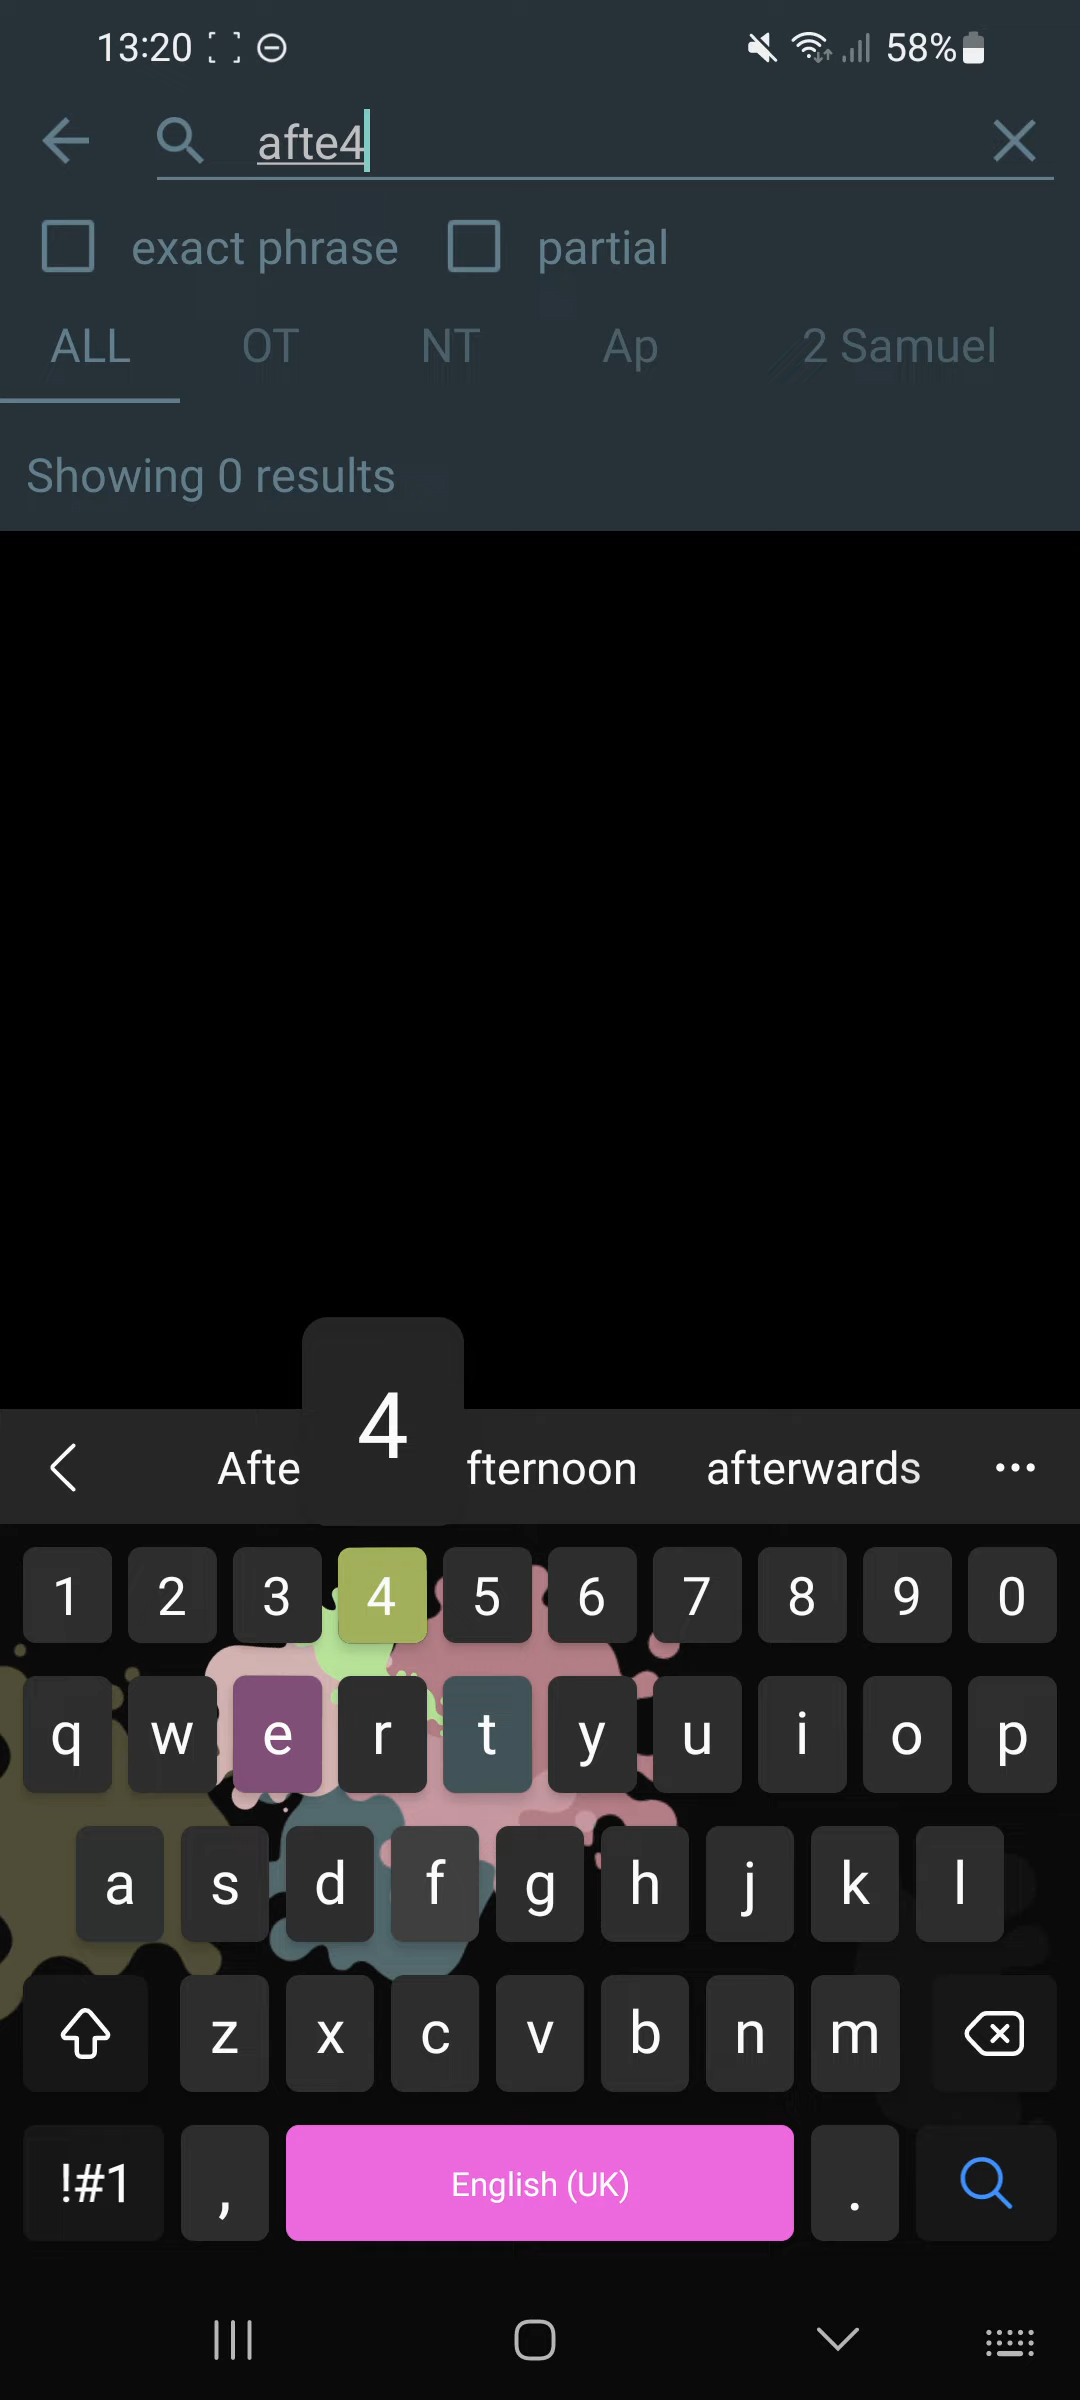 13:20 58%
afte4
exact phrase partial
ALL OT NT Ap 2 Samuel
Showing 0 results
4
Afte fternoon afterwards ...
1 2 3 4 5 6 7 8 9 0
q w e r t y u i o p
a s d f g h j k l
z x c v b n m
!#1 , English (UK) .